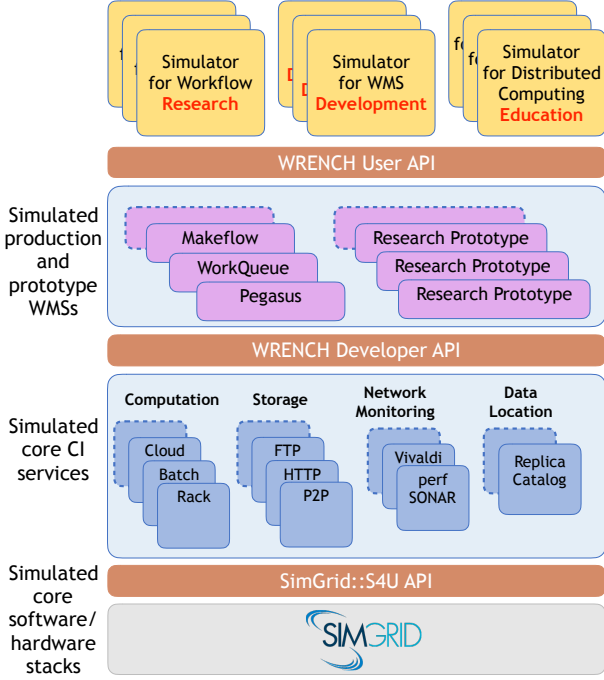 Simulator
for Workflow
Research
Simulator
for WMS
Development
Simulator
for Distributed
Computing
Education
WRENCH User API
Simulated
production
and
prototype
WMSs
Makeflow
WorkQueue
Pegasus
Research Prototype
Research Prototype
Research Prototype
WRENCH Developer API
Simulated
core CI
services
Computation
Cloud
Batch
Rack
Storage
FTP
HTTP
P2P
Network
Monitoring
Vivaldi
perf
SONAR
Data
Location
Replica
Catalog
Simulated
core
software/
hardware
stacks
SimGrid::S4U API
SIMGRID